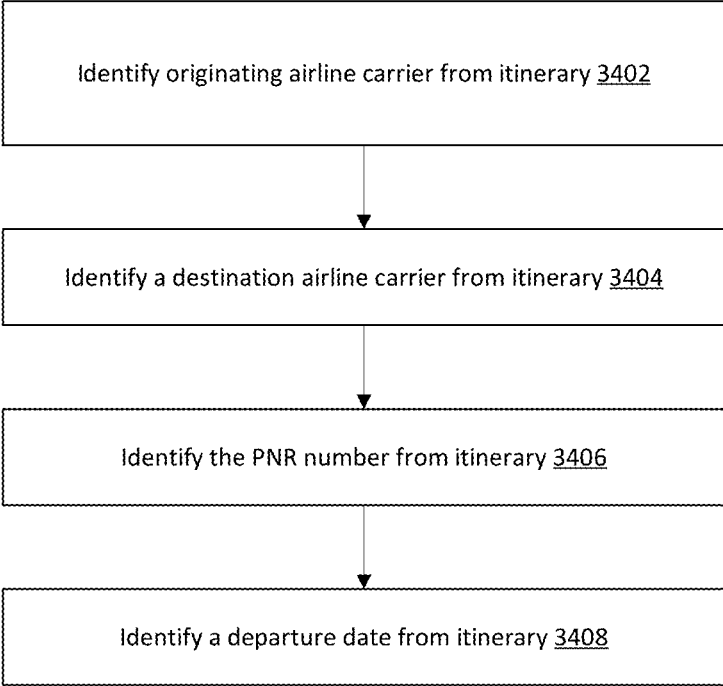 Identify originating airline carrier from itinerary 3402
Identify a destination airline carrier from itinerary 3404
Identify the PNR number from itinerary 3406
Identify a departure date from itinerary 3408